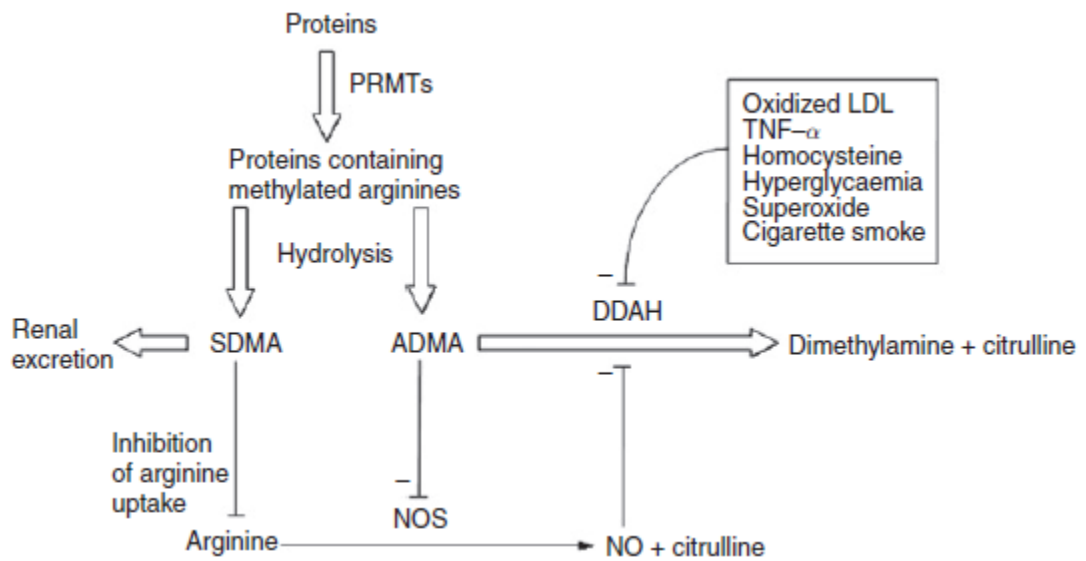 Proteins
PRMTs
Proteins containing
methylated arginines
Hydrolysis
Oxidized LDL
TNF–α
Homocysteine
Hyperglycaemia
Superoxide
Cigarette smoke
–
DDAH
Renal
excretion
SDMA
ADMA
Dimethylamine + citrulline
–
Inhibition
of arginine
uptake
–
NOS
Arginine
NO + citrulline